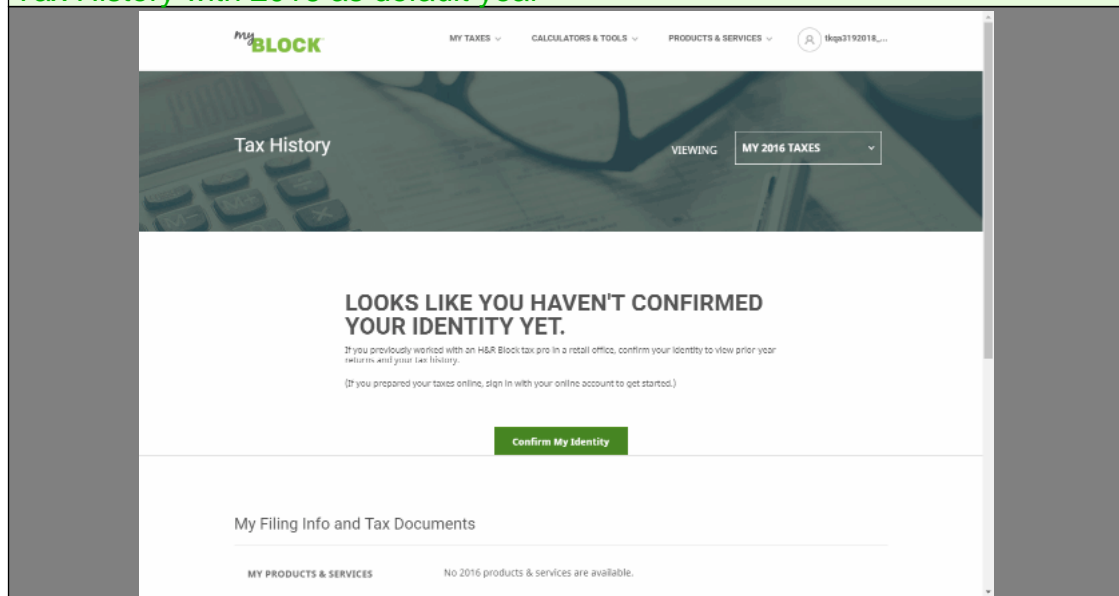 Tax History with 2016 as default year
myBLOCK
MY TAXES CALCULATORS & TOOLS PRODUCTS & SERVICES tkqa3192018_...
Tax History
VIEWING MY 2016 TAXES
LOOKS LIKE YOU HAVEN'T CONFIRMED
YOUR IDENTITY YET.
If you previously worked with an H&R Block tax pro in a retail office, confirm your identity to view prior year
returns and your tax history.
(If you prepared your taxes online, sign in with your online account to get started.)
Confirm My Identity
My Filing Info and Tax Documents
MY PRODUCTS & SERVICES No 2016 products & services are available.